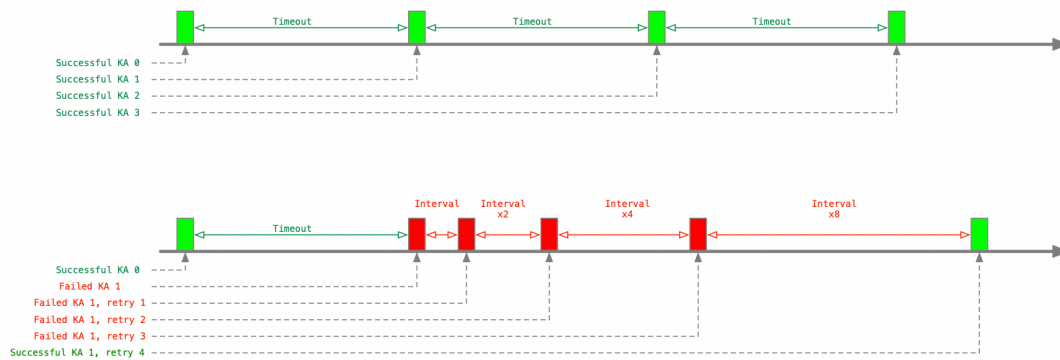 Timeout
Timeout
Timeout
Successful KA 0
Successful KA 1
Successful KA 2
Successful KA 3
Interval
Interval
x2
Interval
x4
Interval
x8
Timeout
Successful KA 0
Failed KA 1
Failed KA 1, retry 1
Failed KA 1, retry 2
Failed KA 1, retry 3
Successful KA 1, retry 4